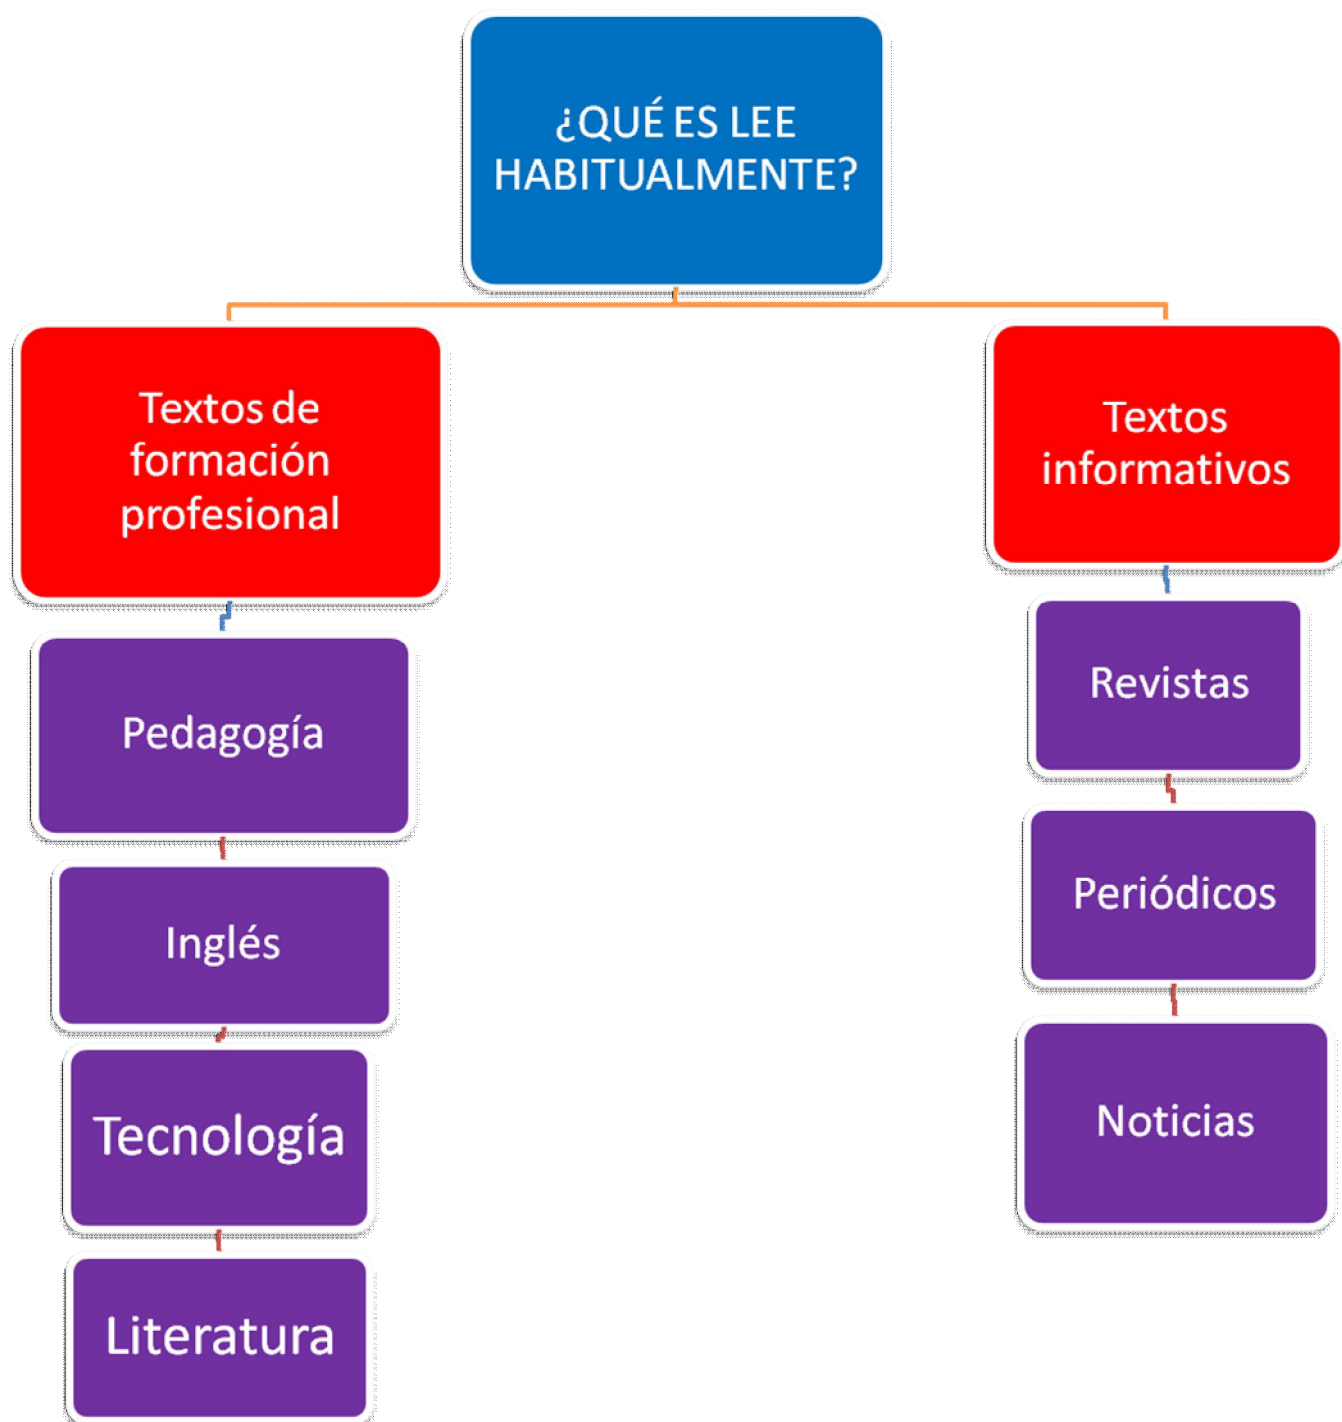 ¿QUÉ ES LEE
HABITUALMENTE?
Textos de
formación
profesional
Pedagogía
Inglés
Tecnología
Literatura
Textos
informativos
Revistas
Periódicos
Noticias